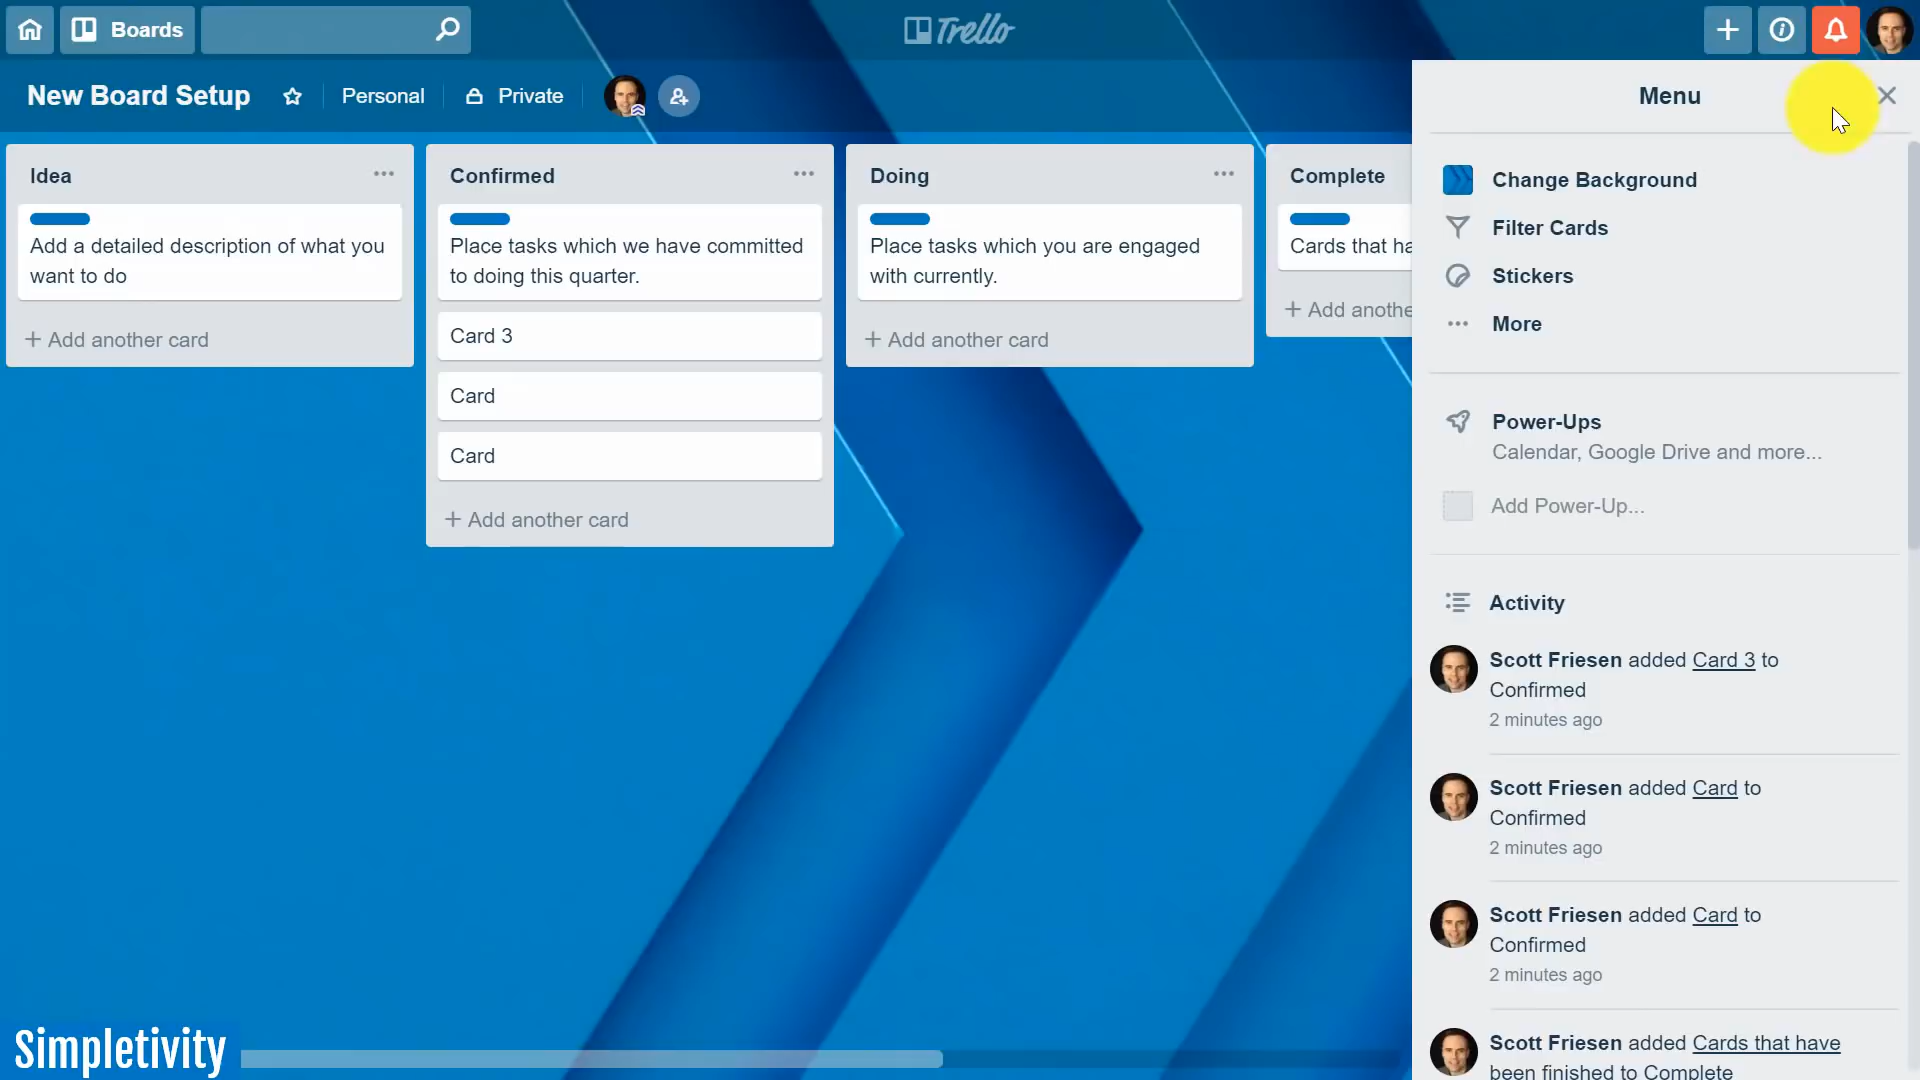 Boards
Trello
New Board Setup
Personal
Private
Menu
Idea
Add a detailed description of what you
want to do
+ Add another card
Confirmed
Place tasks which we have committed
to doing this quarter.
Card 3
Card
Card
+ Add another card
Doing
Place tasks which you are engaged
with currently.
+ Add another card
Complete
Cards that ha
+ Add anothe
Change Background
Filter Cards
Stickers
More
Power-Ups
Calendar, Google Drive and more...
Add Power-Up...
Activity
Scott Friesen added Card 3 to
Confirmed
2 minutes ago
Scott Friesen added Card to
Confirmed
2 minutes ago
Scott Friesen added Card to
Confirmed
2 minutes ago
Scott Friesen added Cards that have
been finished to Complete
Simpletivity